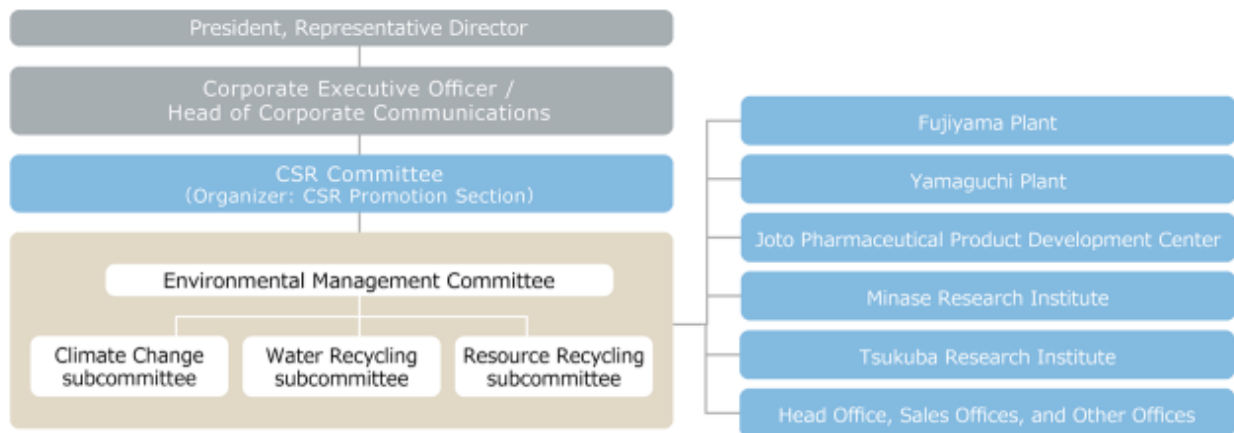 President, Representative Director
Corporate Executive Officer /
Head of Corporate Communications
CSR Committee
(Organizer: CSR Promotion Section)
Environmental Management Committee
Climate Change
subcommittee
Water Recycling
subcommittee
Resource Recycling
subcommittee
Fujiyama Plant
Yamaguchi Plant
Joto Pharmaceutical Product Development Center
Minase Research Institute
Tsukuba Research Institute
Head Office, Sales Offices, and Other Offices